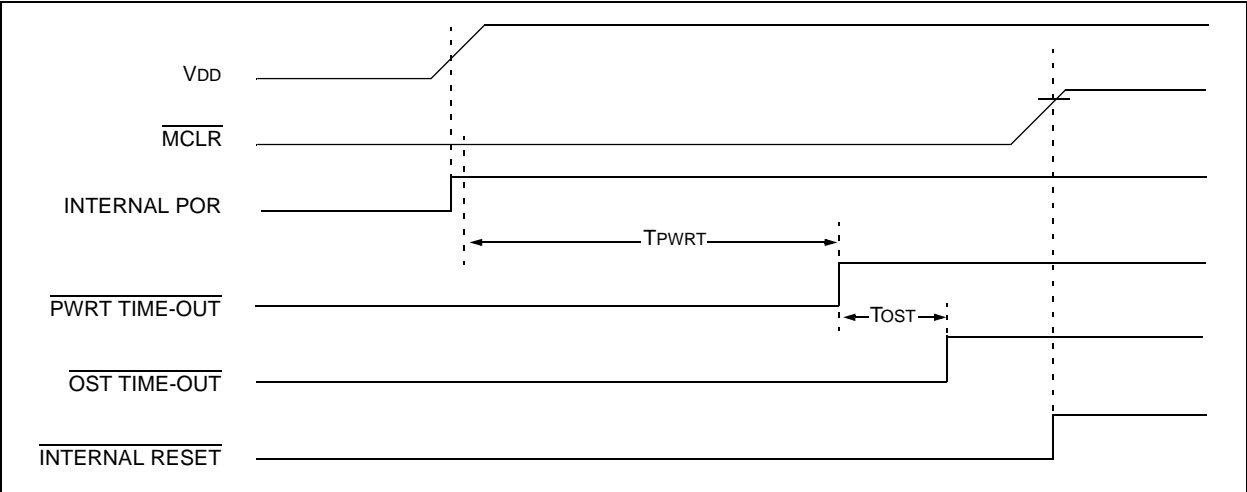 VDD
MCLR
INTERNAL POR
TPWRT
PWRT TIME-OUT
TOST
OST TIME-OUT
INTERNAL RESET